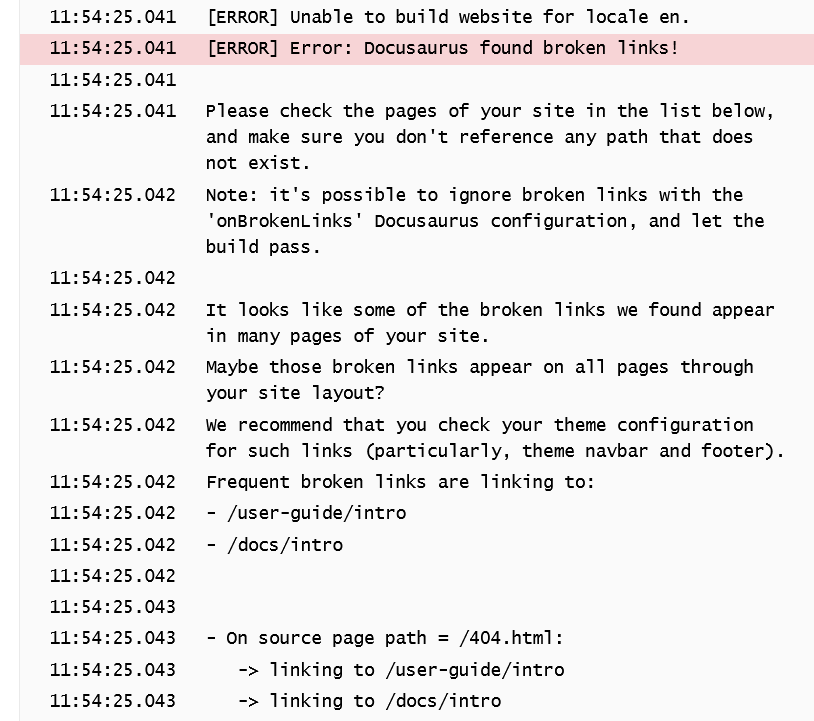 11:54:25.041 [ERROR] Unable to build website for locale en.
11:54:25.041 [ERROR] Error: Docusaurus found broken links!
11:54:25.041
11:54:25.041 Please check the pages of your site in the list below,
and make sure you don't reference any path that does
not exist.
11:54:25.042 Note: it's possible to ignore broken links with the
'onBrokenLinks' Docusaurus configuration, and let the
build pass.
11:54:25.042
11:54:25.042 It looks like some of the broken links we found appear
in many pages of your site.
11:54:25.042 Maybe those broken links appear on all pages through
your site layout?
11:54:25.042 We recommend that you check your theme configuration
for such links (particularly, theme navbar and footer).
11:54:25.042 Frequent broken links are linking to:
11:54:25.042 - /user-guide/intro
11:54:25.042 - /docs/intro
11:54:25.042
11:54:25.043
11:54:25.043 - On source page path = /404.html:
11:54:25.043    -> linking to /user-guide/intro
11:54:25.043    -> linking to /docs/intro